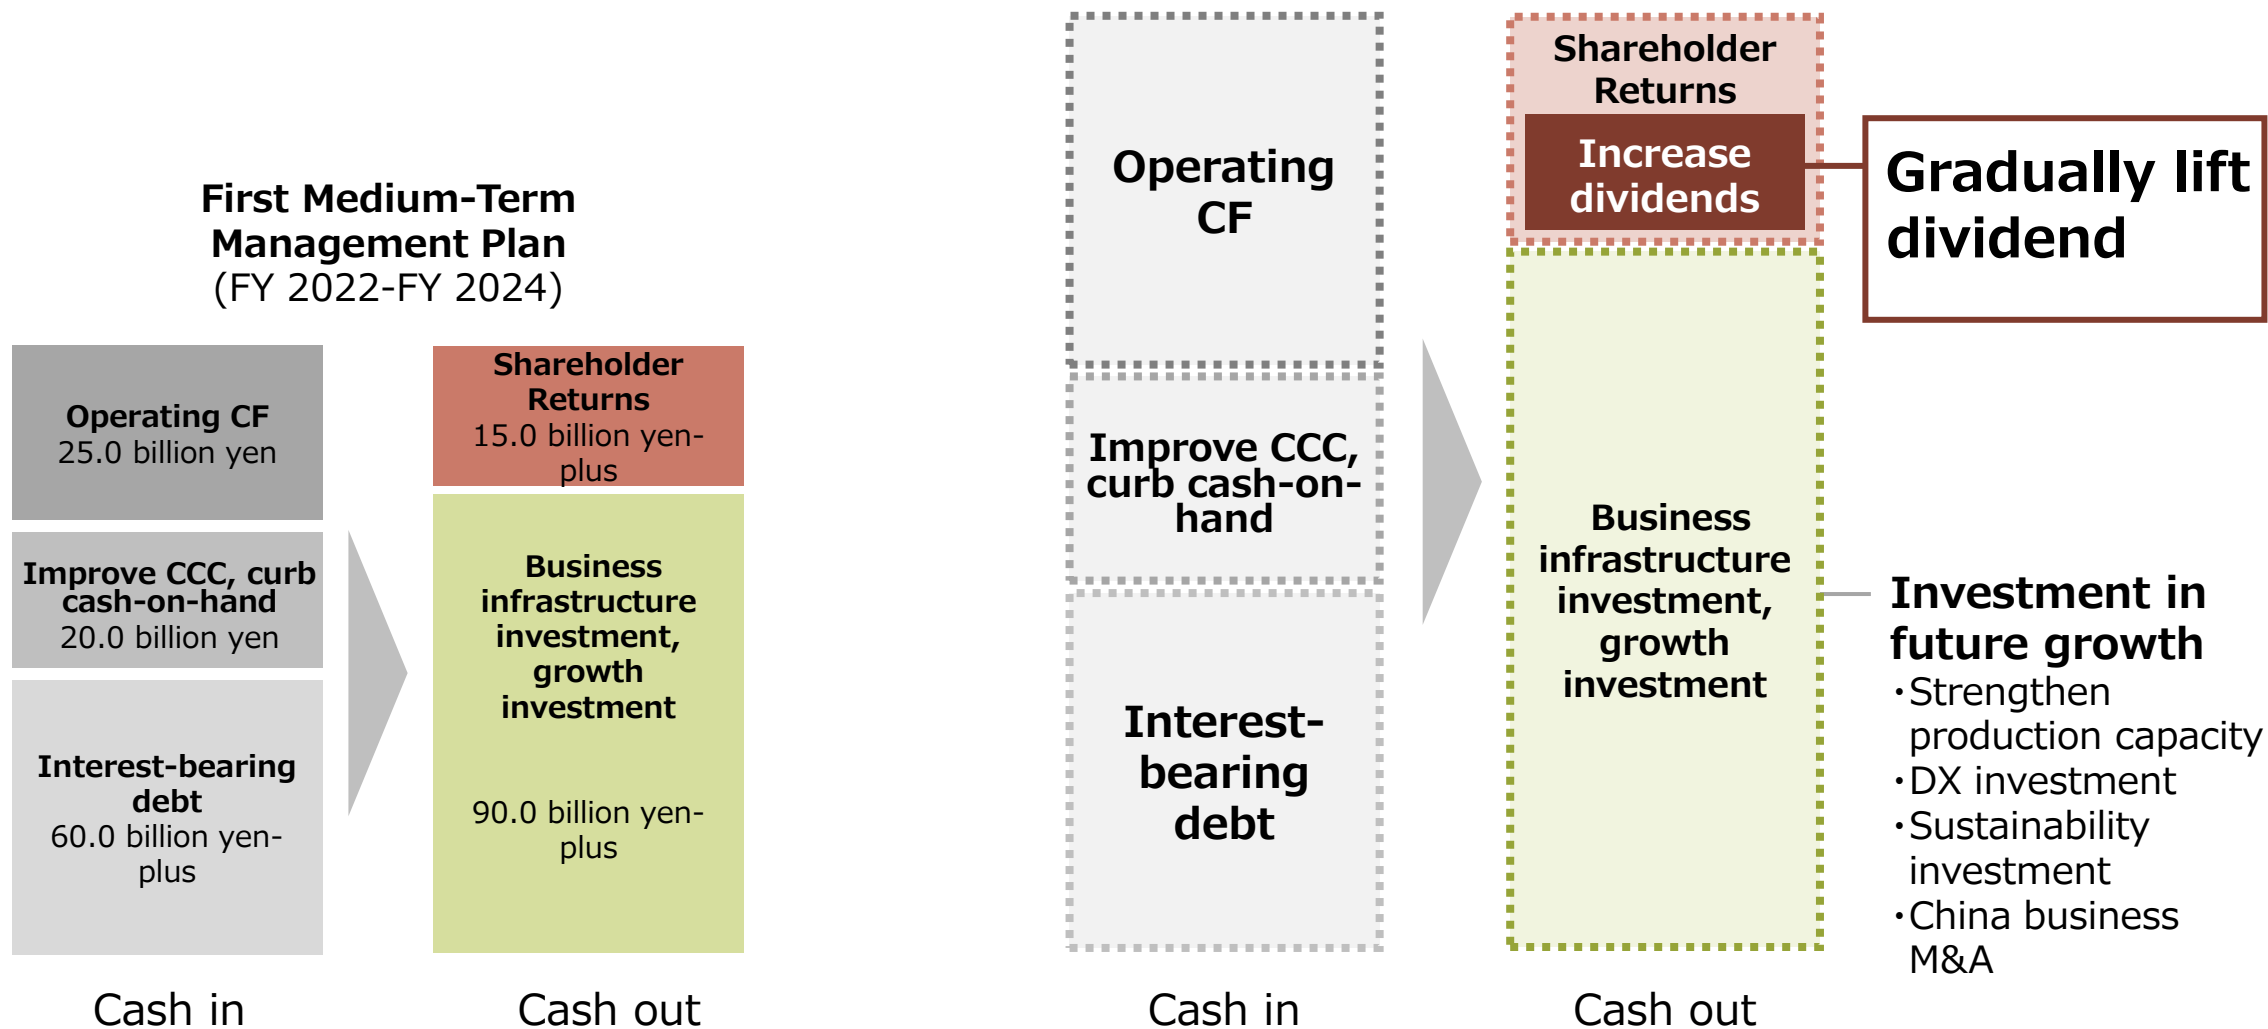 First Medium-Term
Management Plan
(FY 2022-FY 2024)
Operating CF
25.0 billion yen
Improve CCC, curb
cash-on-hand
20.0 billion yen
Interest-bearing
debt
60.0 billion yen-
plus
Cash in
Shareholder
Returns
15.0 billion yen-
plus
Business
infrastructure
investment,
growth
investment
90.0 billion yen-
plus
Cash out
Operating
CF
Improve CCC,
curb cash-on-
hand
Interest-
bearing
debt
Cash in
Shareholder
Returns
Increase
dividends
Business
infrastructure
investment,
growth
investment
Cash out
Gradually lift
dividend
Investment in
future growth
・Strengthen
production capacity
・DX investment
・Sustainability
investment
・China business
M&A